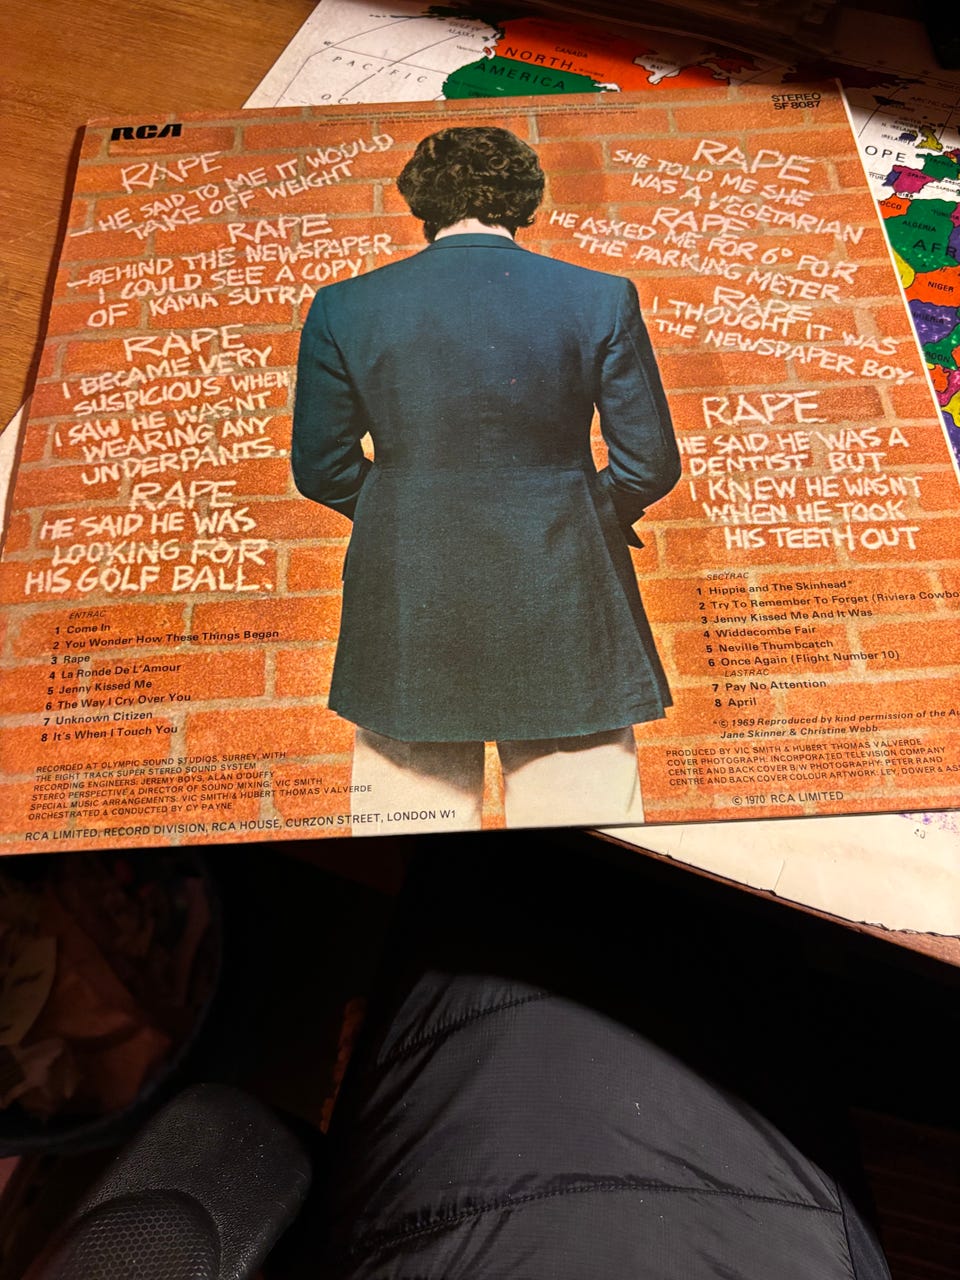 RCA
STEREO
SF 8087
RAPE
HE SAID TO ME IT WOULD
TAKE OFF WEIGHT
RAPE
BEHIND THE NEWSPAPER
I COULD SEE A COPY
OF KAMA SUTRA
RAPE
I BECAME VERY
SUSPICIOUS WHEN
I SAW HE WAS'NT
WEARING ANY
UNDERPANTS.
RAPE
HE SAID HE WAS
LOOKING FOR
HIS GOLF BALL.
RAPE
SHE TOLD ME SHE
WAS A VEGETARIAN
RAPE
HE ASKED ME FOR 6D FOR
THE PARKING METER
RAPE
I THOUGHT IT WAS
THE NEWSPAPER BOY
RAPE
HE SAID HE WAS A
DENTIST BUT
I KNEW HE WASN'T
WHEN HE TOOK
HIS TEETH OUT
ENTRAC
1 Come In
2 You Wonder How These Things Began
3 Rape
4 La Ronde De L'Amour
5 Jenny Kissed Me
6 The Way I Cry Over You
7 Unknown Citizen
8 It's When I Touch You
SECTRAC
1 Hippie and The Skinhead*
2 Try To Remember To Forget (Riviera Cowbo
3 Jenny Kissed Me And It Was
4 Widdecombe Fair
5 Neville Thumbcatch
6 Once Again (Flight Number 10)
LASTRAC
7 Pay No Attention
8 April
*© 1969 Reproduced by kind permission of the Au
Jane Skinner & Christine Webb.
RECORDED AT OLYMPIC SOUND STUDIOS, SURREY, WITH
THE EIGHT TRACK SUPER STEREO SOUND SYSTEM
RECORDING ENGINEERS: JEREMY BOYS, ALAN O'DUFFY
STEREO PERSPECTIVE & DIRECTOR OF SOUND MIXING: VIC SMITH
SPECIAL MUSIC ARRANGEMENTS: VIC SMITH & HUBERT THOMAS VALVERDE
ORCHESTRATED & CONDUCTED BY CY PAYNE
RCA LIMITED, RECORD DIVISION, RCA HOUSE, CURZON STREET, LONDON W1
PRODUCED BY VIC SMITH & HUBERT THOMAS VALVERDE
COVER PHOTOGRAPH: INCORPORATED TELEVISION COMPANY
CENTRE AND BACK COVER B/W PHOTOGRAPHY: PETER RAND
CENTRE AND BACK COVER COLOUR ARTWORK: LEY, DOWER & AS
© 1970 RCA LIMITED
PACIFIC
GULF OF
ALASKA
CANADA
NORTH
AMERICA
OPE
ALGERIA
AF
NIGER